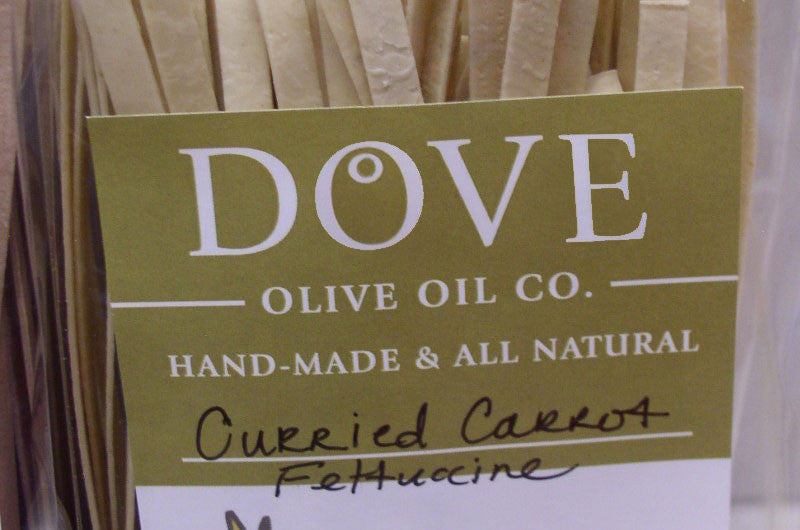 DOVE
OLIVE OIL CO.
HAND-MADE & ALL NATURAL
Curried Carrot
Fettuccine